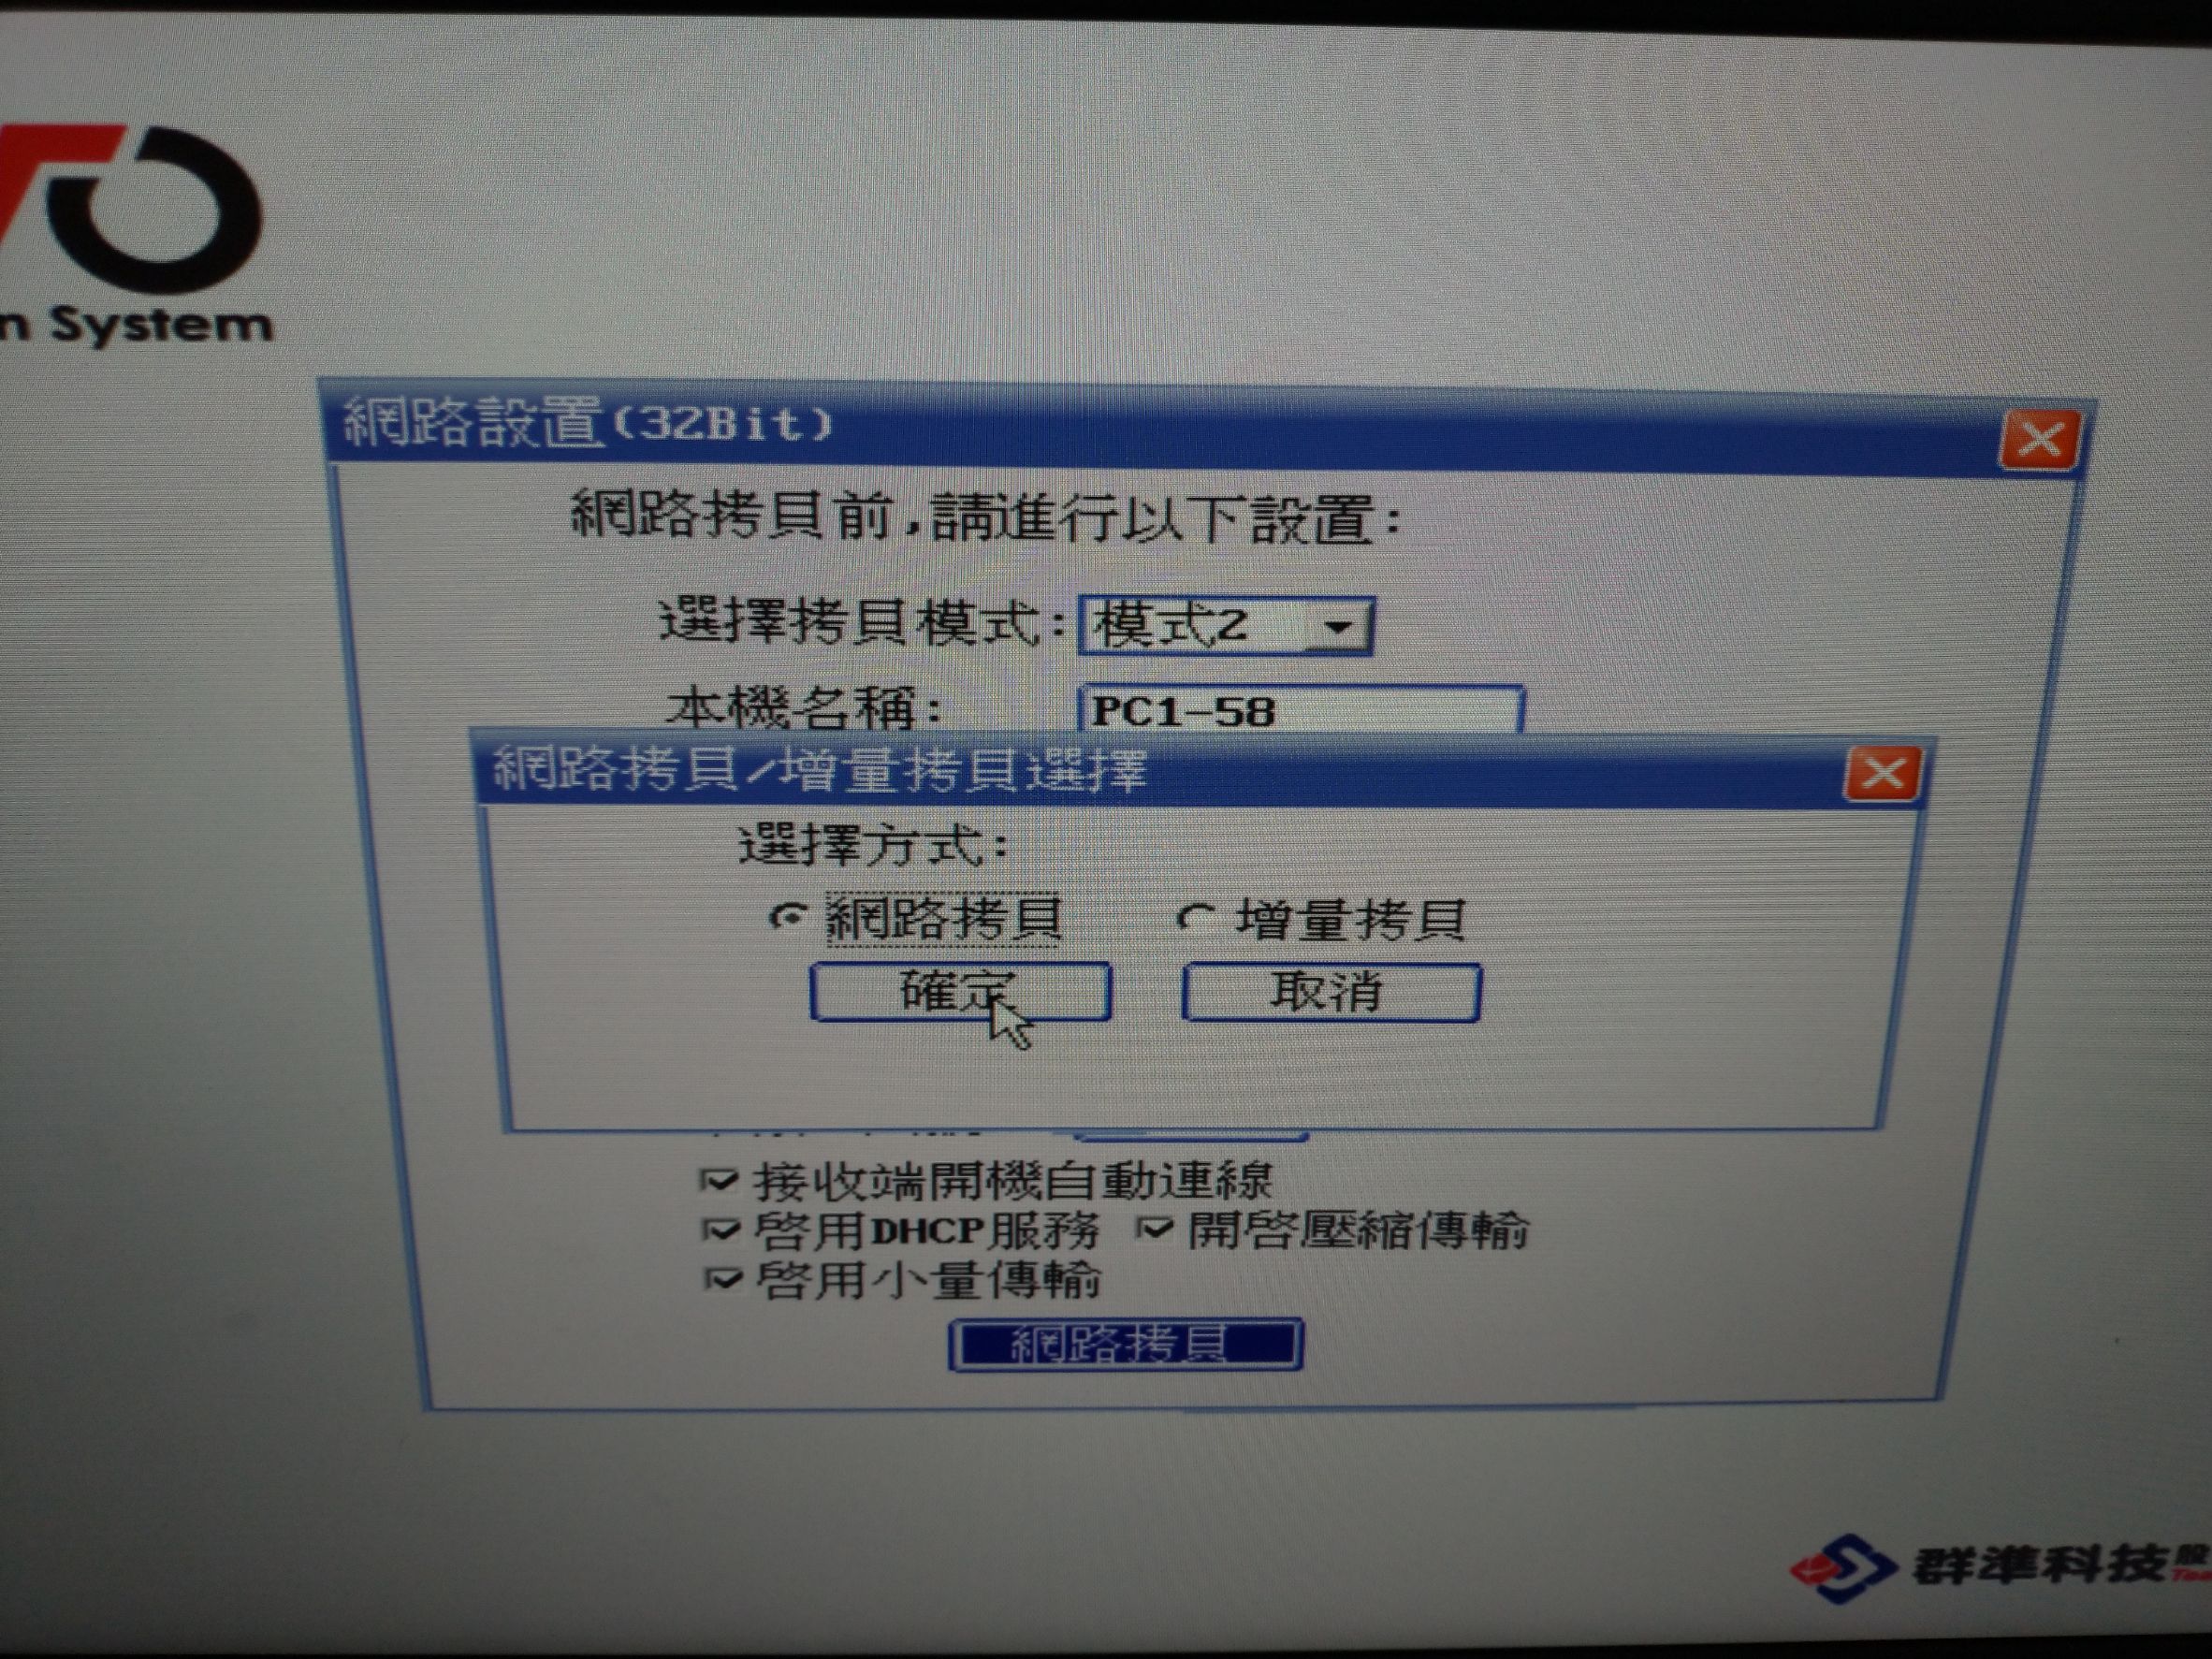 n System
網路設置(32Bit)
網路拷貝前,請進行以下設置:
選擇拷貝模式: 模式2
本機名稱: PC1-58
網路拷貝/增量拷貝選擇
選擇方式:
網路拷貝 增量拷貝
確定 取消
接收端開機自動連線
啓用DHCP服務 開啓壓縮傳輸
啓用小量傳輸
網路拷貝
群準科技股